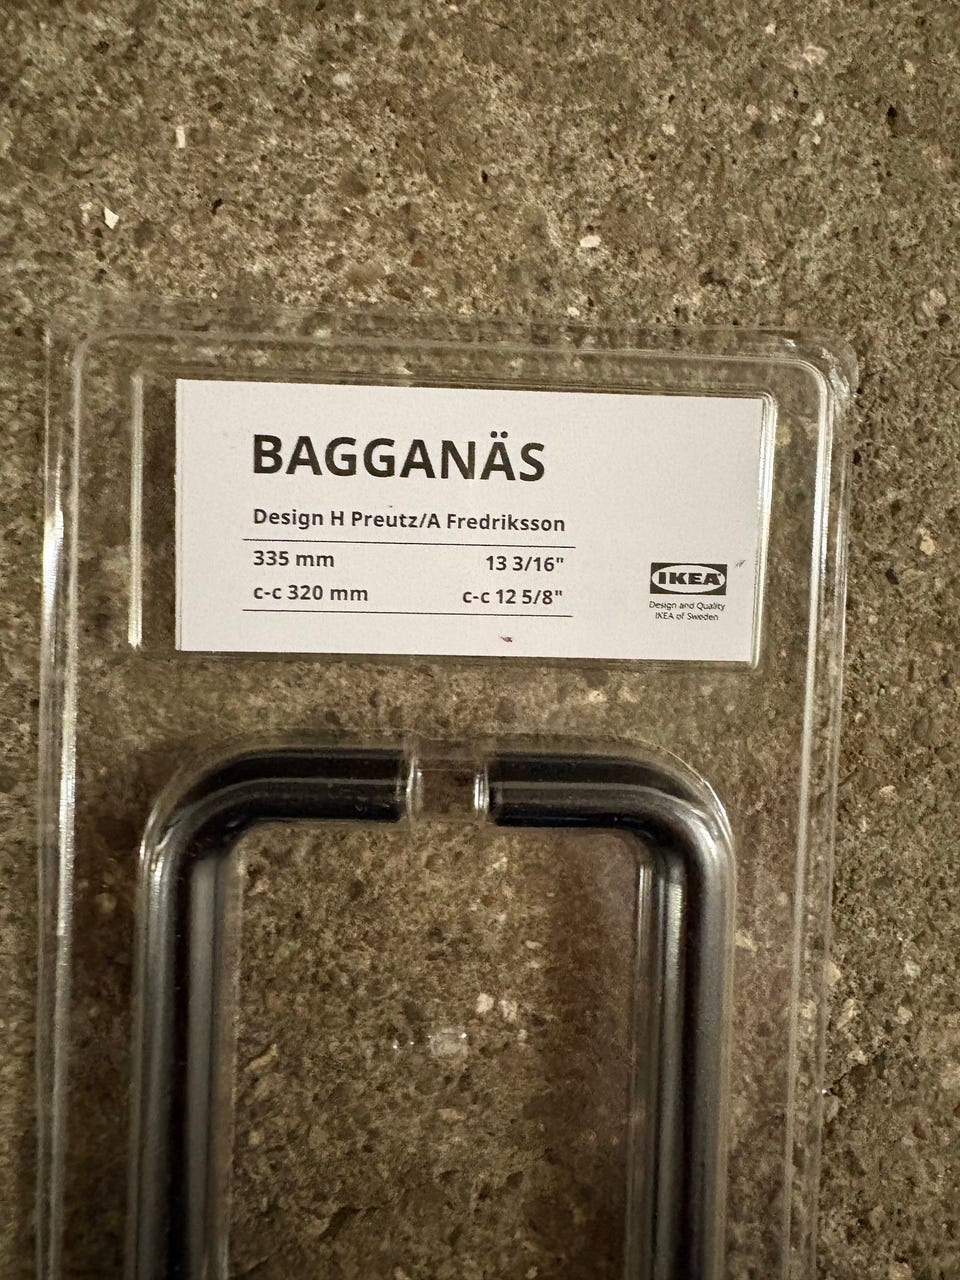 BAGGANÄS
Design H Preutz/A Fredriksson
335 mm 13 3/16"
c-c 320 mm c-c 12 5/8"
IKEA
Design and Quality
IKEA of Sweden